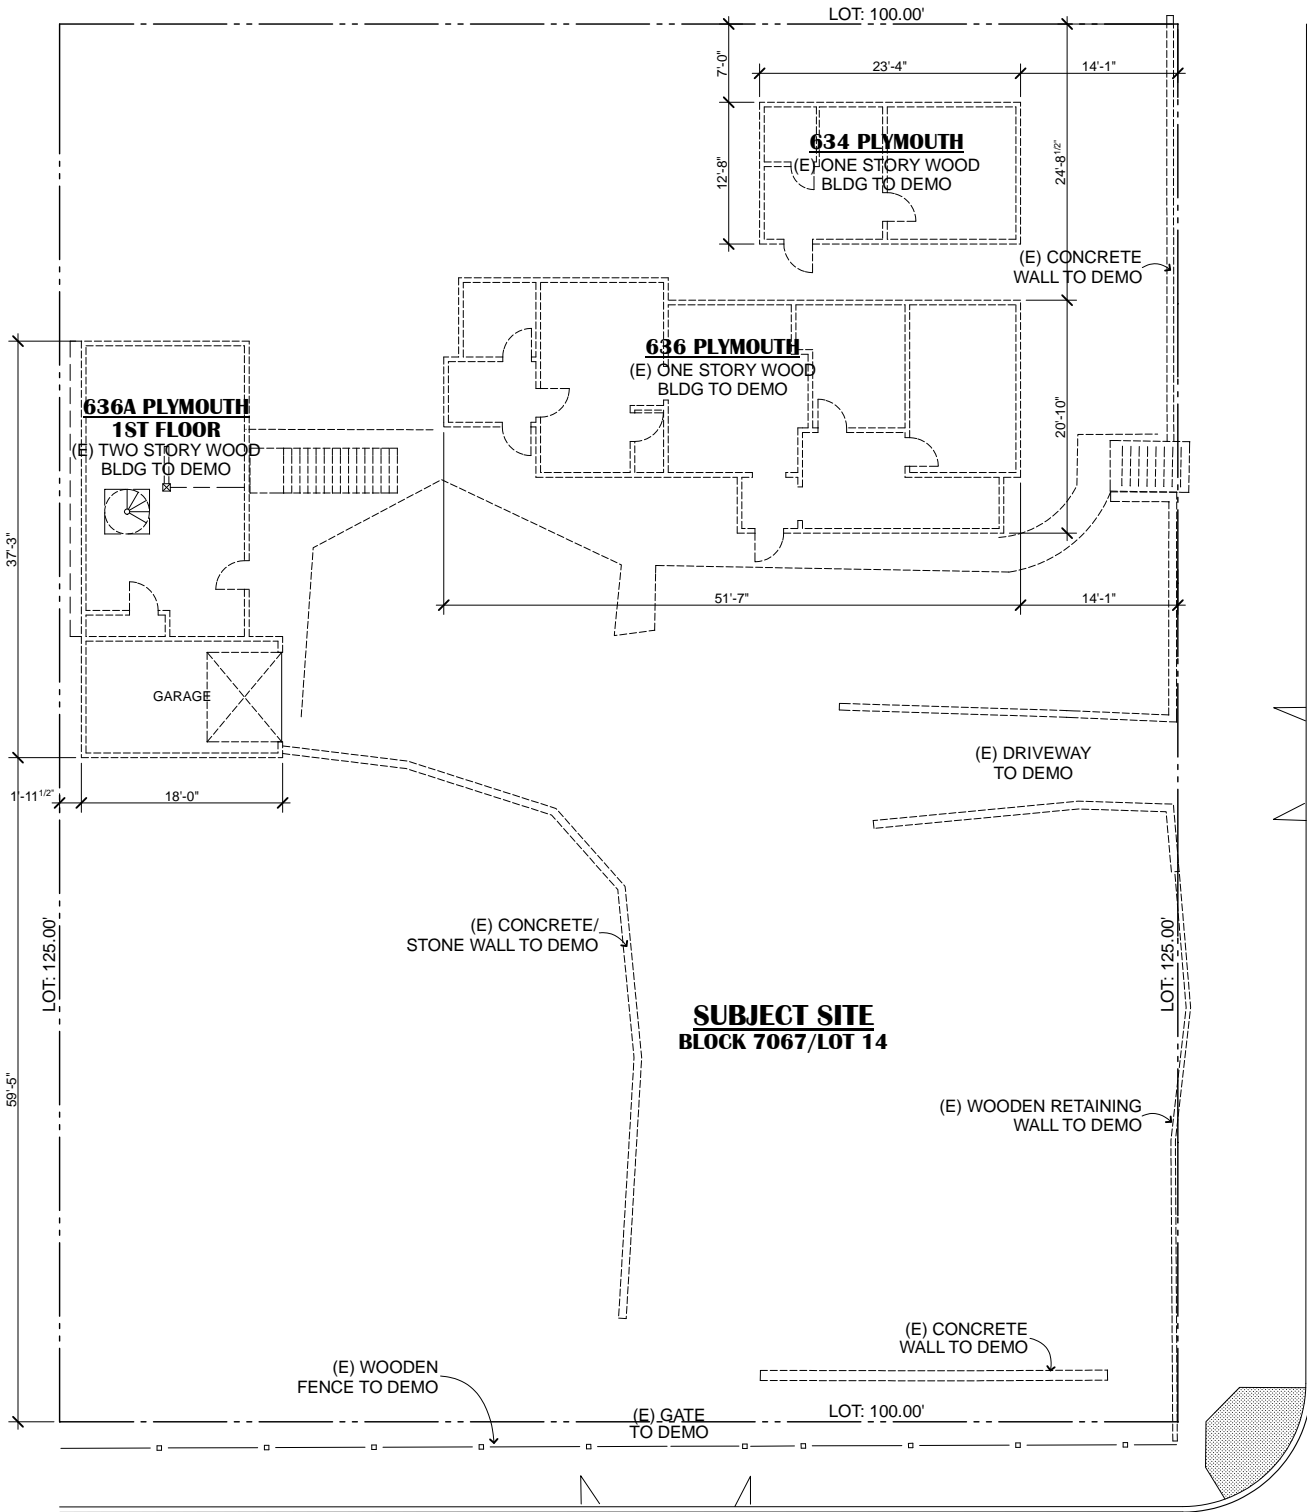 LOT: 100.00'
7'-0"
23'-4"
14'-1"
634 PLYMOUTH
(E) ONE STORY WOOD
BLDG TO DEMO
12'-8"
24'-8 1/2"
(E) CONCRETE
WALL TO DEMO
636 PLYMOUTH
(E) ONE STORY WOOD
BLDG TO DEMO
636A PLYMOUTH
1ST FLOOR
(E) TWO STORY WOOD
BLDG TO DEMO
20'-10"
37'-3"
51'-7"
14'-1"
GARAGE
(E) DRIVEWAY
TO DEMO
1'-11 1/2"
18'-0"
(E) CONCRETE/
STONE WALL TO DEMO
LOT: 125.00'
LOT: 125.00'
SUBJECT SITE
BLOCK 7067/LOT 14
59'-5"
(E) WOODEN RETAINING
WALL TO DEMO
(E) CONCRETE
WALL TO DEMO
(E) WOODEN
FENCE TO DEMO
(E) GATE
TO DEMO
LOT: 100.00'